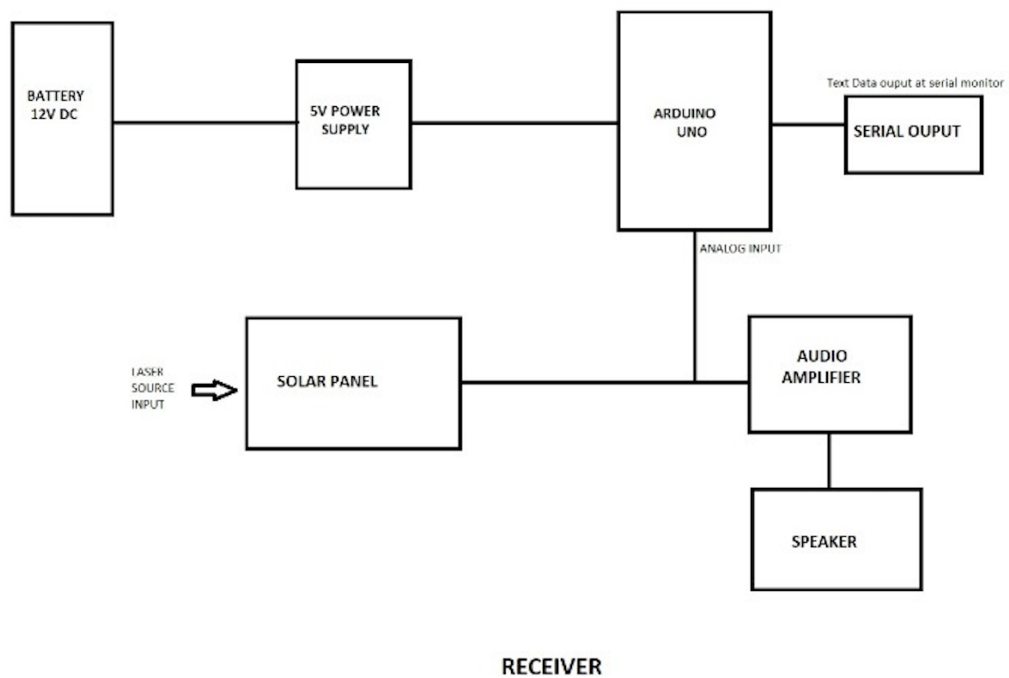 BATTERY
12V DC
5V POWER
SUPPLY
ARDUINO
UNO
Text Data ouput at serial monitor
SERIAL OUPUT
ANALOG INPUT
LASER
SOURCE
INPUT
SOLAR PANEL
AUDIO
AMPLIFIER
SPEAKER
RECEIVER